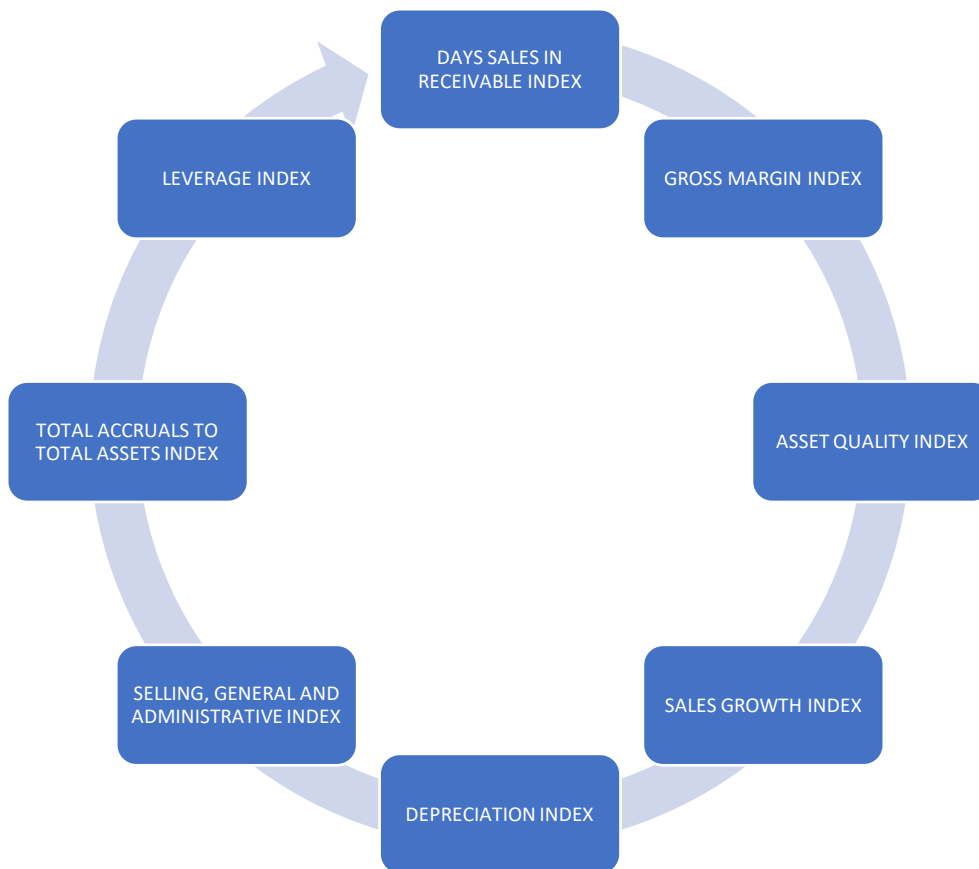 DAYS SALES IN
RECEIVABLE INDEX
GROSS MARGIN INDEX
ASSET QUALITY INDEX
SALES GROWTH INDEX
DEPRECIATION INDEX
SELLING, GENERAL AND
ADMINISTRATIVE INDEX
TOTAL ACCRUALS TO
TOTAL ASSETS INDEX
LEVERAGE INDEX